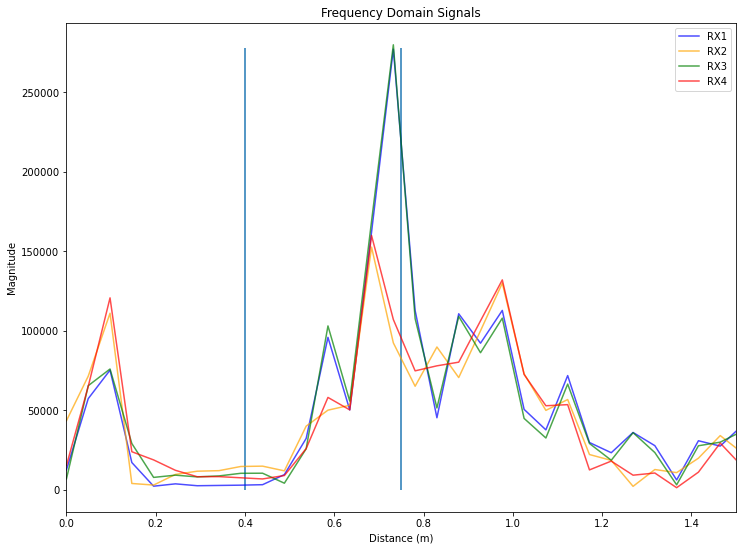 Frequency Domain Signals
RX1
RX2
RX3
RX4
250000
200000
150000
100000
50000
0
Magnitude
0.0 0.2 0.4 0.6 0.8 1.0 1.2 1.4
Distance (m)